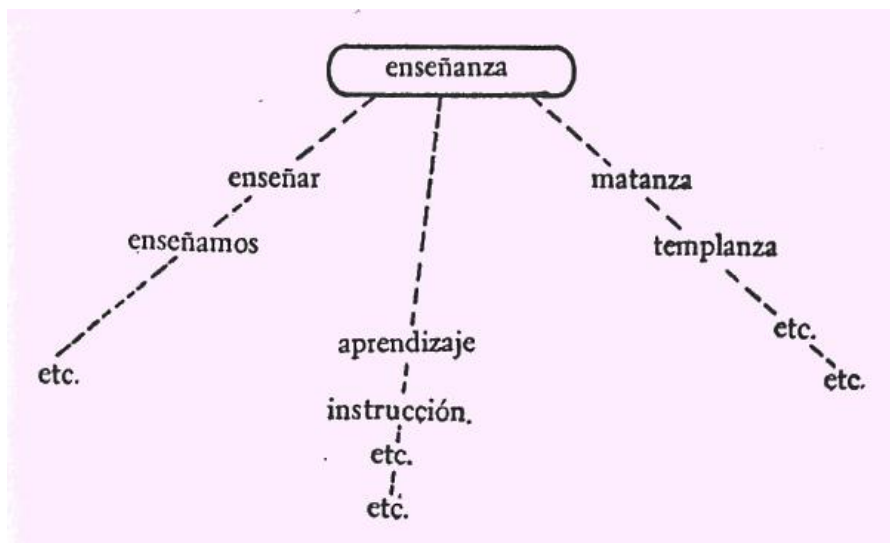 enseñanza
enseñar
matanza
enseñamos
templanza
etc.
aprendizaje
etc.
etc.
instrucción.
etc.
etc.